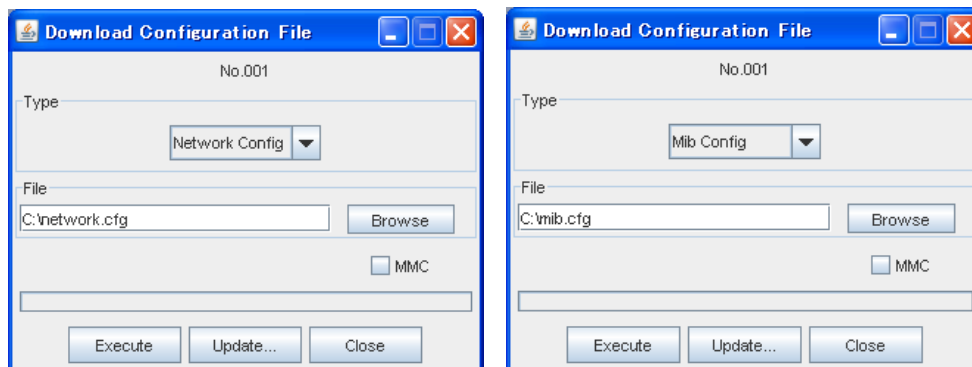 Download Configuration File
No.001
Type
Network Config
File
C:\network.cfg
Browse
MMC
Execute
Update...
Close
Download Configuration File
No.001
Type
Mib Config
File
C:\mib.cfg
Browse
MMC
Execute
Update...
Close